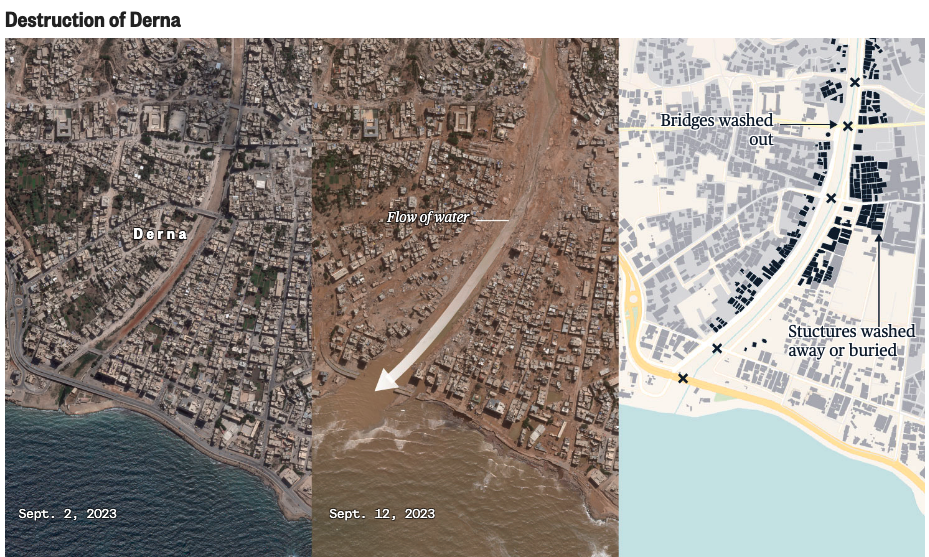 Destruction of Derna
Derna
Sept. 2, 2023
Flow of water
Sept. 12, 2023
Bridges washed
out
Stuctures washed
away or buried